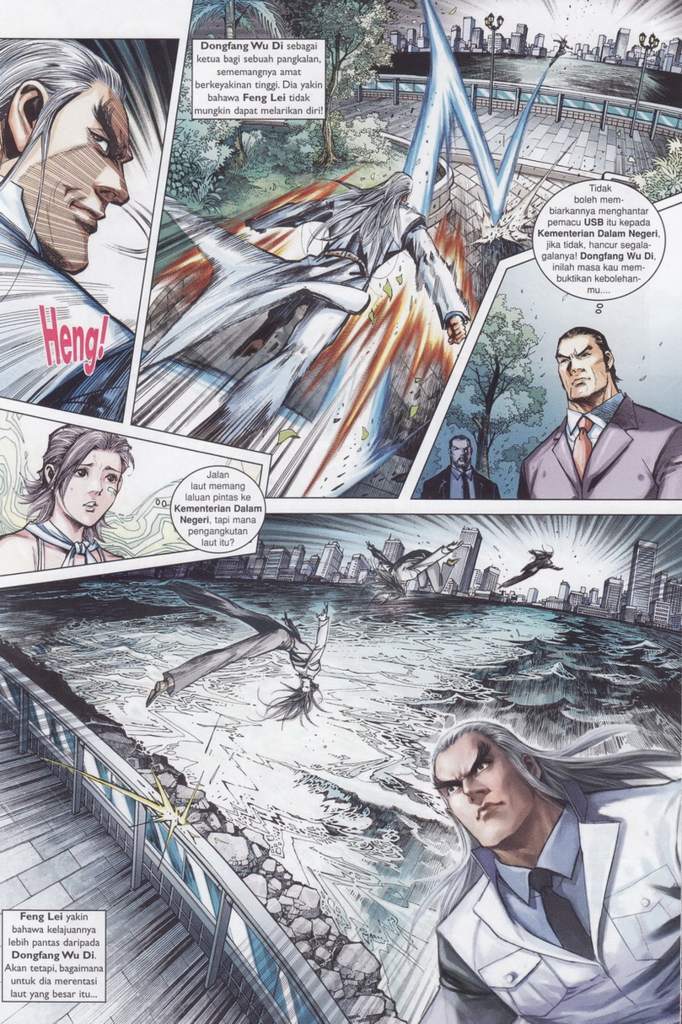 Dongfang Wu Di sebagai
ketua bagi sebuah pangkalan,
sememangnya amat
berkeyakinan tinggi. Dia yakin
bahawa Feng Lei tidak
mungkin dapat melarikan diri!
Heng!
Tidak
boleh mem-
biarkannya menghantar
pemacu USB itu kepada
Kementerian Dalam Negeri,
jika tidak, hancur segala-
galanya! Dongfang Wu Di,
inilah masa kau mem-
buktikan kebolehan-
mu....
Jalan
laut memang
laluan pintas ke
Kementerian Dalam
Negeri, tapi mana
pengangkutan
laut itu?
Feng Lei yakin
bahawa kelajuannya
lebih pantas daripada
Dongfang Wu Di.
Akan tetapi, bagaimana
untuk dia merentasi
laut yang besar itu...